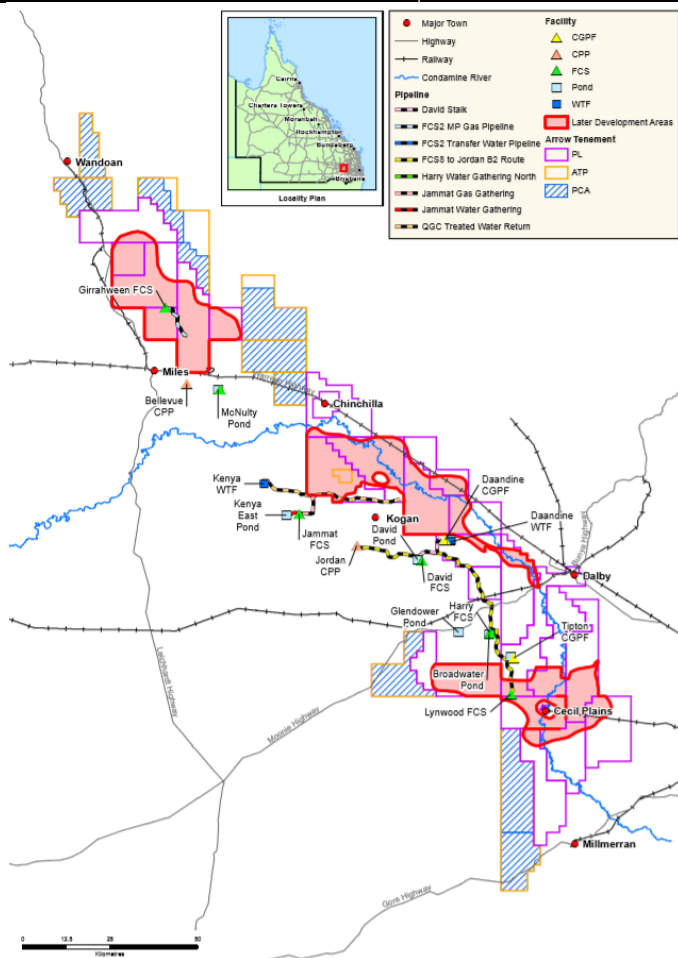 Cairns
Charters Towers
Moranbah
Rockhampton
Bundaberg
Brisbane
Locality Plan
Major Town
Highway
Railway
Condamine River
Pipeline
David Stalk
FCS2 MP Gas Pipeline
FCS2 Transfer Water Pipeline
FCS8 to Jordan B2 Route
Harry Water Gathering North
Jammat Gas Gathering
Jammat Water Gathering
QGC Treated Water Return
Facility
CGPF
CPP
FCS
Pond
WTF
Later Development Areas
Arrow Tenement
PL
ATP
PCA
Wandoan
Girrahween FCS
Miles
Bellevue
CPP
McNulty
Pond
Warrego Highway
Chinchilla
Kenya
WTF
Kenya
East
Pond
Jammat
FCS
Kogan
David
Pond
Jordan
CPP
David
FCS
Daandine
CGPF
Daandine
WTF
Bunya Highway
Dalby
Glendower
Pond
Harry
FCS
Tipton
CGPF
Broadwater
Pond
Lynwood FCS
Cecil Plains
Leichhardt Highway
Moonie Highway
Millmerran
Gore Highway
0 12.5 25 50
Kilometres